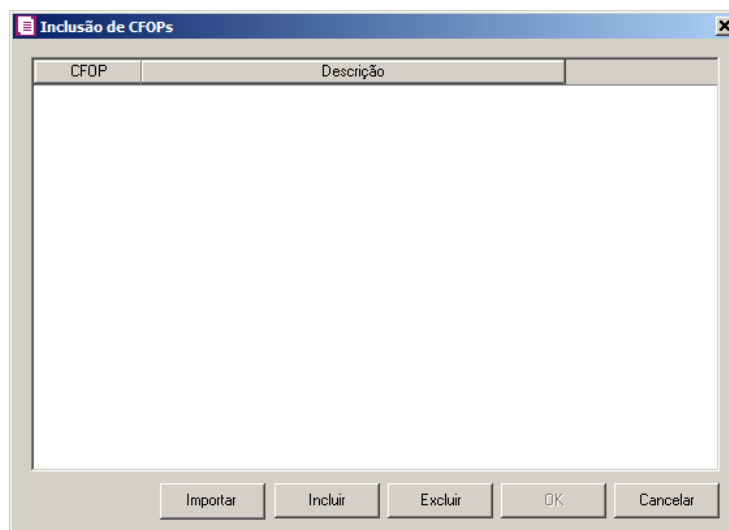 Inclusão de CFOPs
CFOP Descrição
Importar Incluir Excluir OK Cancelar